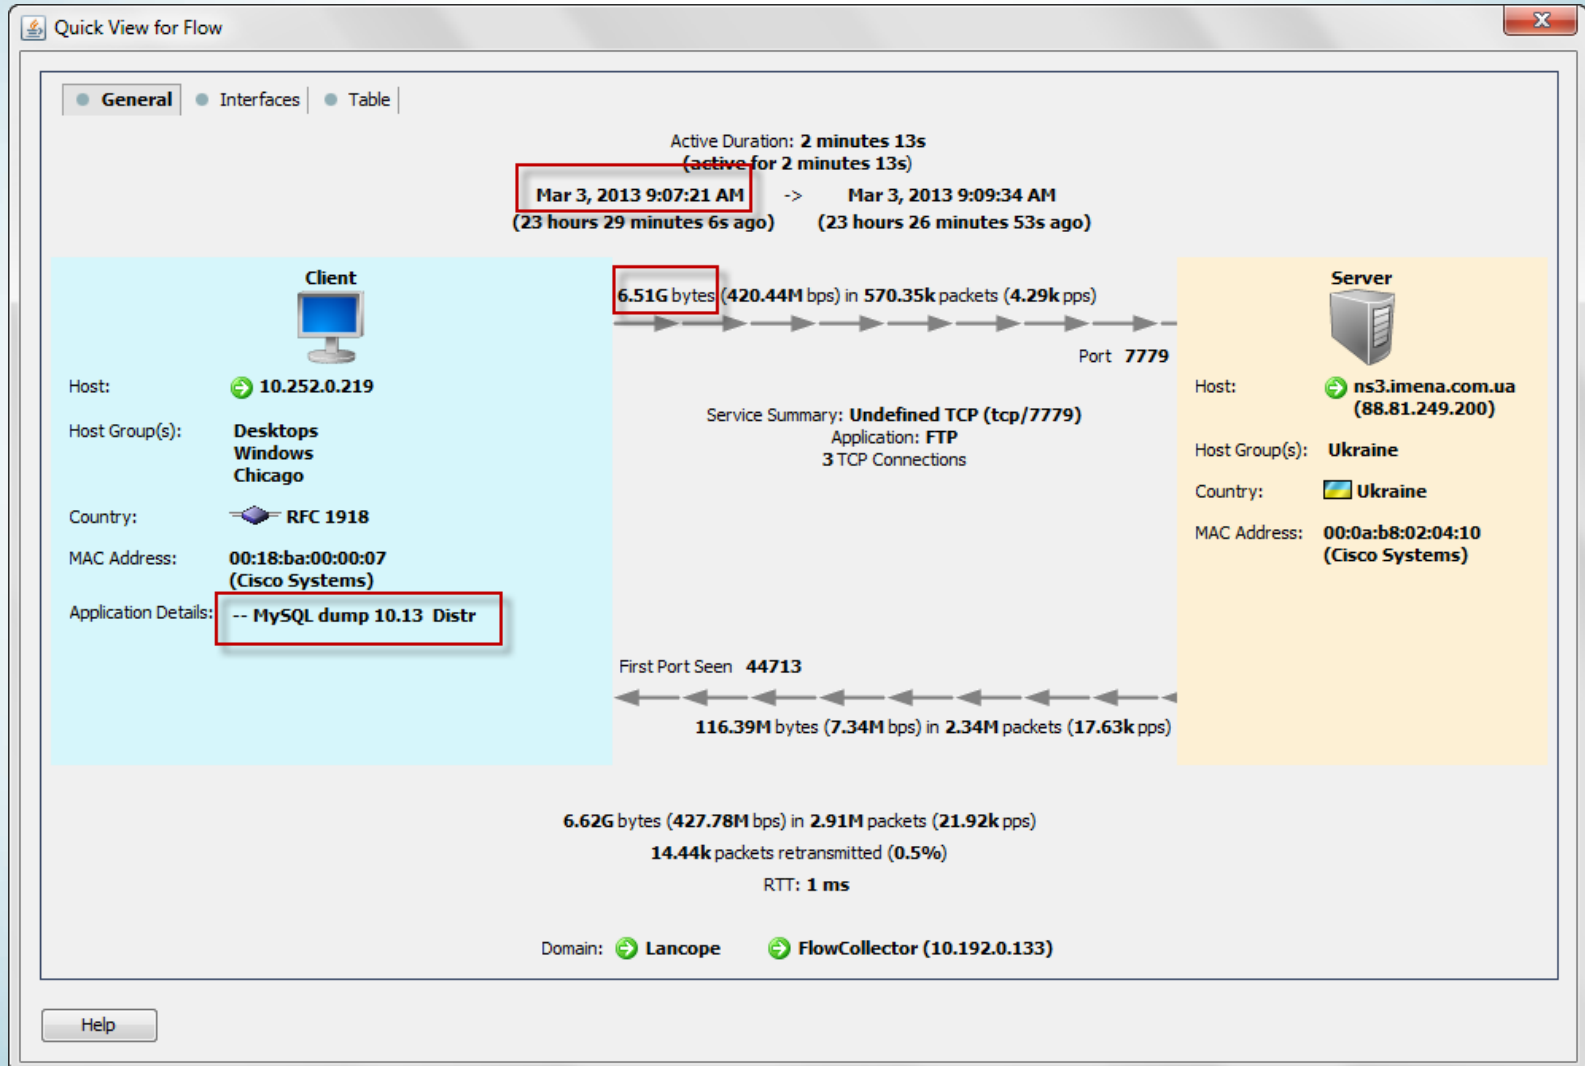 Quick View for Flow
General Interfaces Table
Active Duration: 2 minutes 13s
(active for 2 minutes 13s)
Mar 3, 2013 9:07:21 AM -> Mar 3, 2013 9:09:34 AM
(23 hours 29 minutes 6s ago) (23 hours 26 minutes 53s ago)
Client
Host: 10.252.0.219
Host Group(s): Desktops
Windows
Chicago
Country: RFC 1918
MAC Address: 00:18:ba:00:00:07
(Cisco Systems)
Application Details: -- MySQL dump 10.13 Distr
6.51G bytes (420.44M bps) in 570.35k packets (4.29k pps)
Port 7779
Service Summary: Undefined TCP (tcp/7779)
Application: FTP
3 TCP Connections
First Port Seen 44713
116.39M bytes (7.34M bps) in 2.34M packets (17.63k pps)
Server
Host: ns3.imena.com.ua
(88.81.249.200)
Host Group(s): Ukraine
Country: Ukraine
MAC Address: 00:0a:b8:02:04:10
(Cisco Systems)
6.62G bytes (427.78M bps) in 2.91M packets (21.92k pps)
14.44k packets retransmitted (0.5%)
RTT: 1 ms
Domain: Lancope FlowCollector (10.192.0.133)
Help